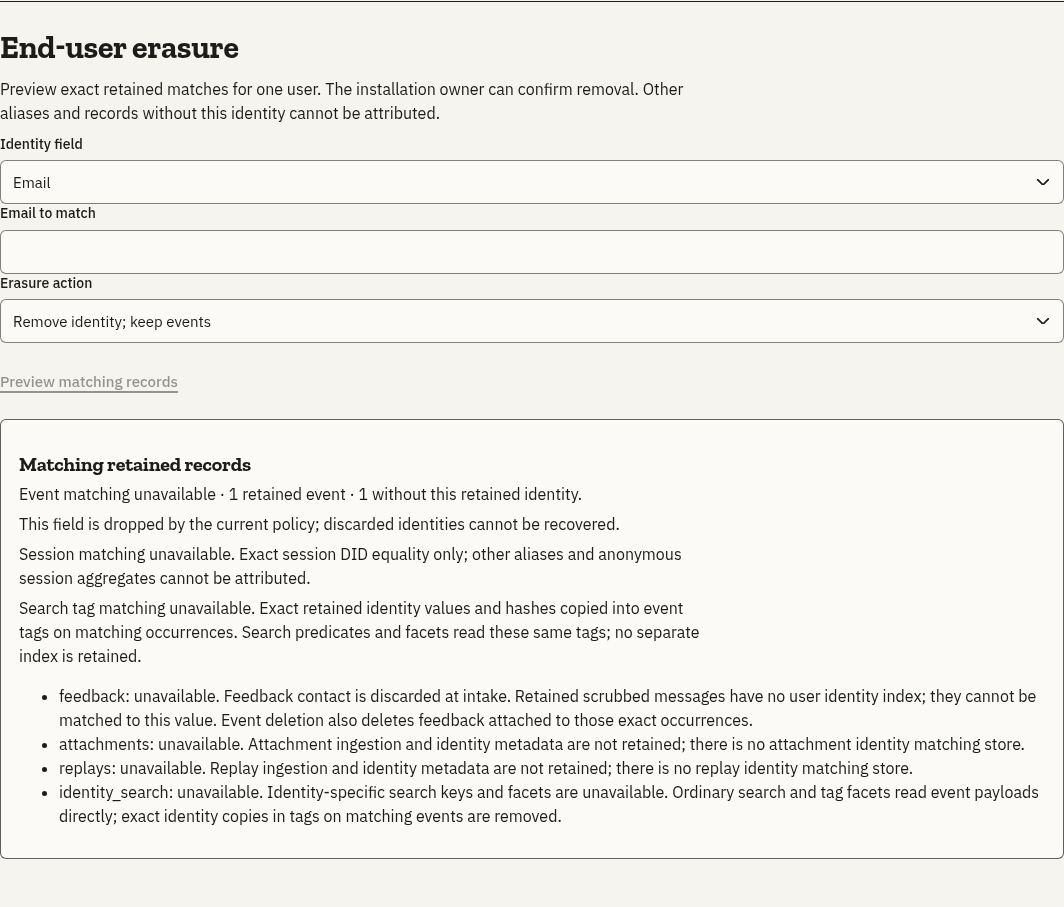 End-user erasure
Preview exact retained matches for one user. The installation owner can confirm removal. Other
aliases and records without this identity cannot be attributed.
Identity field
Email
Email to match
Erasure action
Remove identity; keep events
Preview matching records
Matching retained records
Event matching unavailable · 1 retained event · 1 without this retained identity.
This field is dropped by the current policy; discarded identities cannot be recovered.
Session matching unavailable. Exact session DID equality only; other aliases and anonymous
session aggregates cannot be attributed.
Search tag matching unavailable. Exact retained identity values and hashes copied into event
tags on matching occurrences. Search predicates and facets read these same tags; no separate
index is retained.
• feedback: unavailable. Feedback contact is discarded at intake. Retained scrubbed messages have no user identity index; they cannot be
matched to this value. Event deletion also deletes feedback attached to those exact occurrences.
• attachments: unavailable. Attachment ingestion and identity metadata are not retained; there is no attachment identity matching store.
• replays: unavailable. Replay ingestion and identity metadata are not retained; there is no replay identity matching store.
• identity_search: unavailable. Identity-specific search keys and facets are unavailable. Ordinary search and tag facets read event payloads
directly; exact identity copies in tags on matching events are removed.